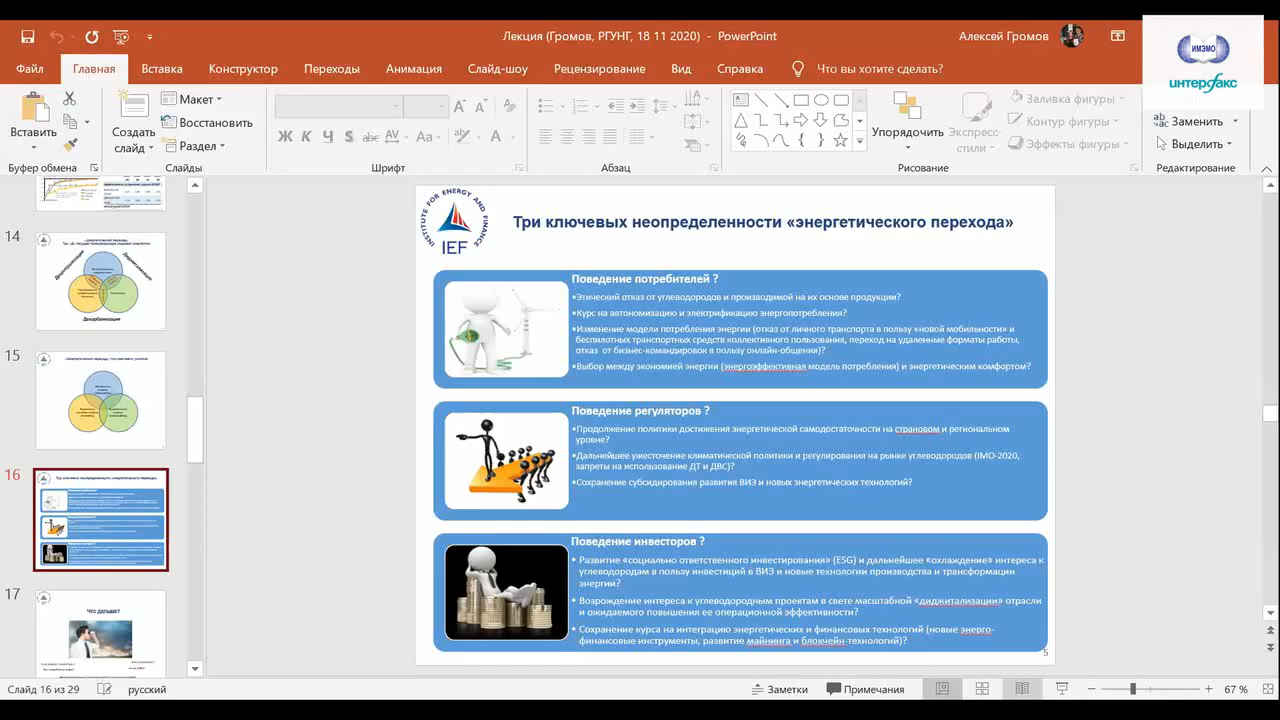 Лекция (Громов, РГУНГ, 18 11 2020) - PowerPoint
Алексей Громов
ИМЭМО
интерфакс
Файл
Главная
Вставка
Конструктор
Переходы
Анимация
Слайд-шоу
Рецензирование
Вид
Справка
Что вы хотите сделать?
Вставить
Создать слайд
Макет
Восстановить
Раздел
Ж К Ч S abc AV Aa A
Упорядочить
Экспресс-стили
Заливка фигуры
Контур фигуры
Эффекты фигуры
Заменить
Выделить
Буфер обмена
Слайды
Шрифт
Абзац
Рисование
Редактирование
14
Декарбонизация
15
16
17
Что дальше?
INSTITUTE FOR ENERGY AND FINANCE
IEF
Три ключевых неопределенности «энергетического перехода»
Поведение потребителей ?
•Этический отказ от углеводородов и производимой на их основе продукции?
•Курс на автономизацию и электрификацию энергопотребления?
•Изменение модели потребления энергии (отказ от личного транспорта в пользу «новой мобильности» и
беспилотных транспортных средств коллективного пользования, переход на удаленные форматы работы,
отказ от бизнес-командировок в пользу онлайн-общения)?
•Выбор между экономией энергии (энергоэффективная модель потребления) и энергетическим комфортом?
Поведение регуляторов ?
•Продолжение политики достижения энергетической самодостаточности на страновом и региональном
уровне?
•Дальнейшее ужесточение климатической политики и регулирования на рынке углеводородов (IMO-2020,
запреты на использование ДТ и ДВС)?
•Сохранение субсидирования развития ВИЭ и новых энергетических технологий?
Поведение инвесторов ?
• Развитие «социально ответственного инвестирования» (ESG) и дальнейшее «охлаждение» интереса к
углеводородам в пользу инвестиций в ВИЭ и новые технологии производства и трансформации
энергии?
• Возрождение интереса к углеводородным проектам в свете масштабной «диджитализации» отрасли
и ожидаемого повышения ее операционной эффективности?
• Сохранение курса на интеграцию энергетических и финансовых технологий (новые энерго-
финансовые инструменты, развитие майнинга и блокчейн-технологий)?
5
Слайд 16 из 29
русский
Заметки
Примечания
67 %